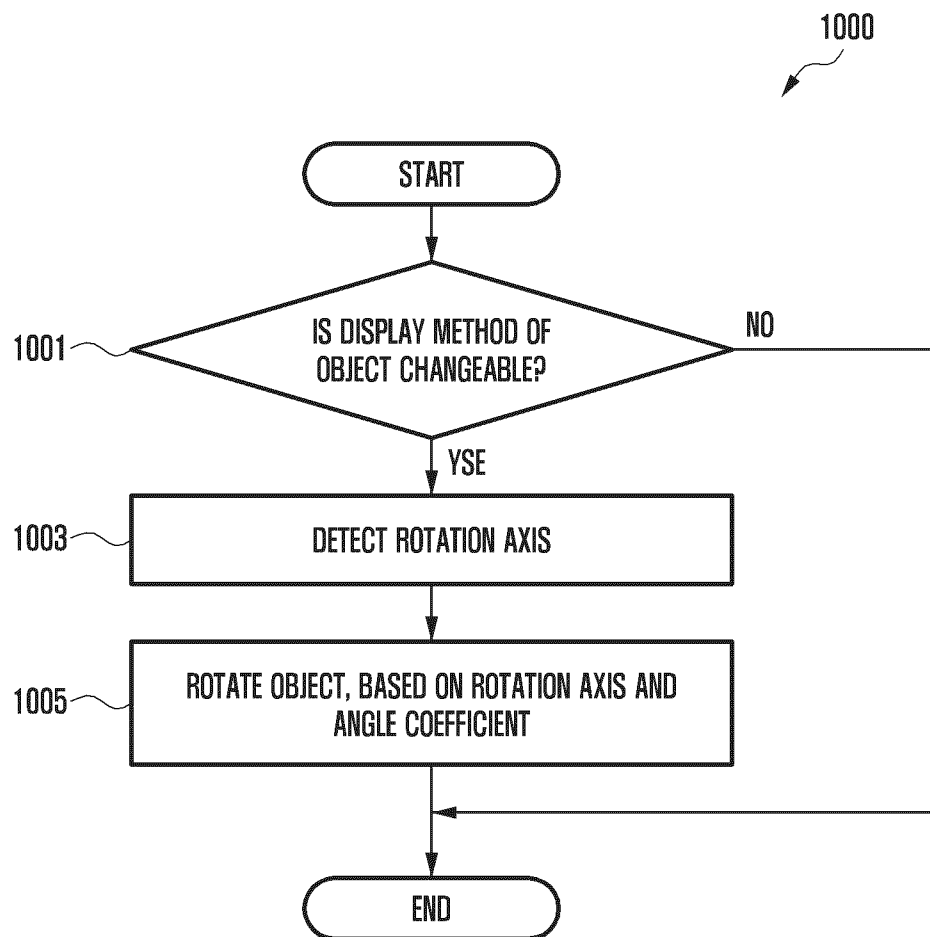 1000
START
1001
IS DISPLAY METHOD OF
OBJECT CHANGEABLE?
NO
YSE
1003
DETECT ROTATION AXIS
1005
ROTATE OBJECT, BASED ON ROTATION AXIS AND
ANGLE COEFFICIENT
END